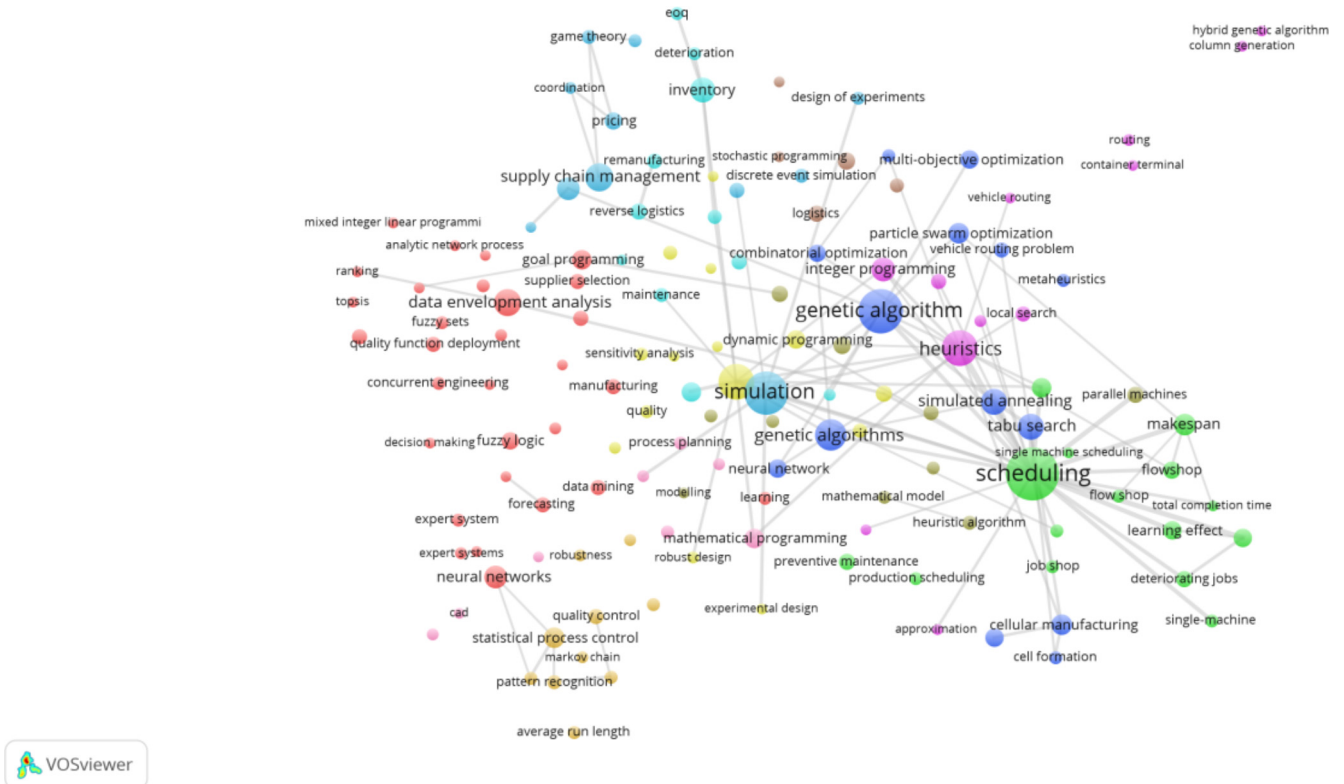 eoq
hybrid genetic algorithm
game theory
column generation
deterioration
coordination
inventory
design of experiments
pricing
routing
remanufacturing
stochastic programming
multi-objective optimization
container terminal
supply chain management
discrete event simulation
vehicle routing
reverse logistics
logistics
mixed integer linear programmi
particle swarm optimization
analytic network process
vehicle routing problem
combinatorial optimization
goal programming
integer programming
ranking
supplier selection
metaheuristics
maintenance
topsis
data envelopment analysis
genetic algorithm
local search
fuzzy sets
dynamic programming
quality function deployment
heuristics
sensitivity analysis
concurrent engineering
manufacturing
simulation
parallel machines
simulated annealing
quality
makespan
tabu search
decision making
fuzzy logic
process planning
genetic algorithms
single machine scheduling
neural network
scheduling
flowshop
data mining
modelling
learning
mathematical model
flow shop
forecasting
total completion time
expert system
heuristic algorithm
learning effect
mathematical programming
expert systems
robustness
robust design
preventive maintenance
job shop
neural networks
production scheduling
deteriorating jobs
experimental design
cad
quality control
single-machine
approximation
cellular manufacturing
statistical process control
markov chain
cell formation
pattern recognition
average run length
VOSviewer